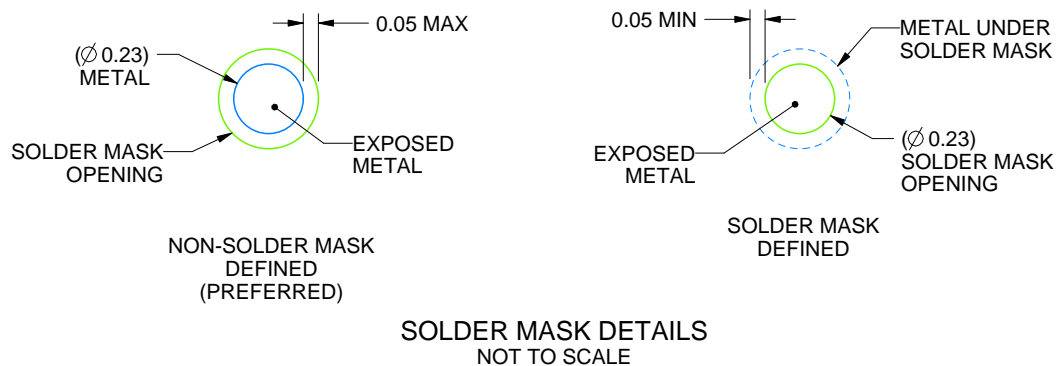 0.05 MAX
(Ø 0.23)
METAL
SOLDER MASK
OPENING
EXPOSED
METAL
NON-SOLDER MASK
DEFINED
(PREFERRED)
0.05 MIN
METAL UNDER
SOLDER MASK
EXPOSED
METAL
(Ø 0.23)
SOLDER MASK
OPENING
SOLDER MASK
DEFINED
SOLDER MASK DETAILS
NOT TO SCALE